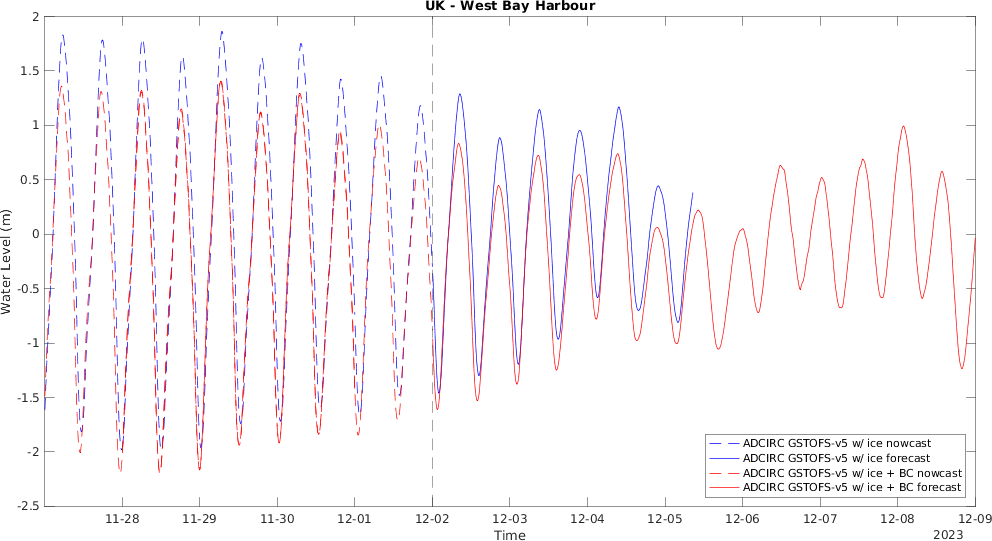 UK - West Bay Harbour
2
1.5
1
0.5
0
-0.5
-1
-1.5
-2
-2.5
Water Level (m)
ADCIRC GSTOFS-v5 w/ ice nowcast
ADCIRC GSTOFS-v5 w/ ice forecast
ADCIRC GSTOFS-v5 w/ ice + BC nowcast
ADCIRC GSTOFS-v5 w/ ice + BC forecast
11-28 11-29 11-30 12-01 12-02 12-03 12-04 12-05 12-06 12-07 12-08 12-09
Time 2023